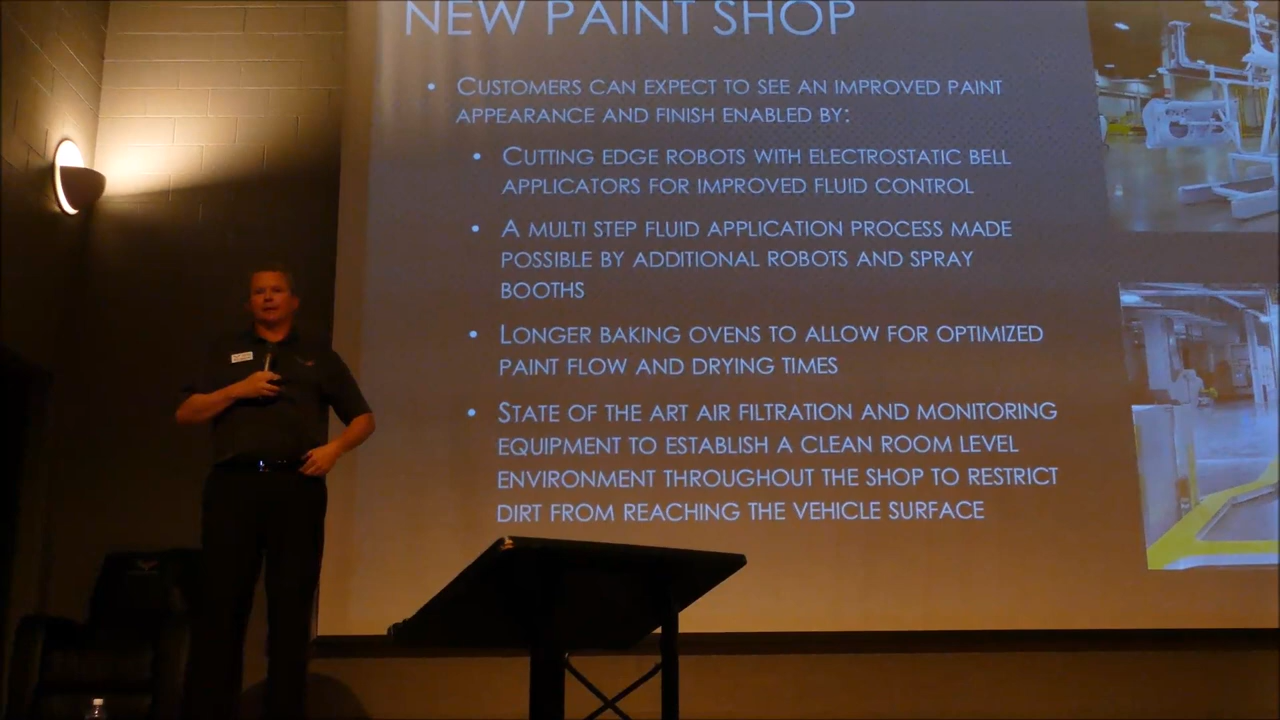 NEW PAINT SHOP
• CUSTOMERS CAN EXPECT TO SEE AN IMPROVED PAINT
APPEARANCE AND FINISH ENABLED BY:
• CUTTING EDGE ROBOTS WITH ELECTROSTATIC BELL
APPLICATORS FOR IMPROVED FLUID CONTROL
• A MULTI STEP FLUID APPLICATION PROCESS MADE
POSSIBLE BY ADDITIONAL ROBOTS AND SPRAY
BOOTHS
• LONGER BAKING OVENS TO ALLOW FOR OPTIMIZED
PAINT FLOW AND DRYING TIMES
• STATE OF THE ART AIR FILTRATION AND MONITORING
EQUIPMENT TO ESTABLISH A CLEAN ROOM LEVEL
ENVIRONMENT THROUGHOUT THE SHOP TO RESTRICT
DIRT FROM REACHING THE VEHICLE SURFACE